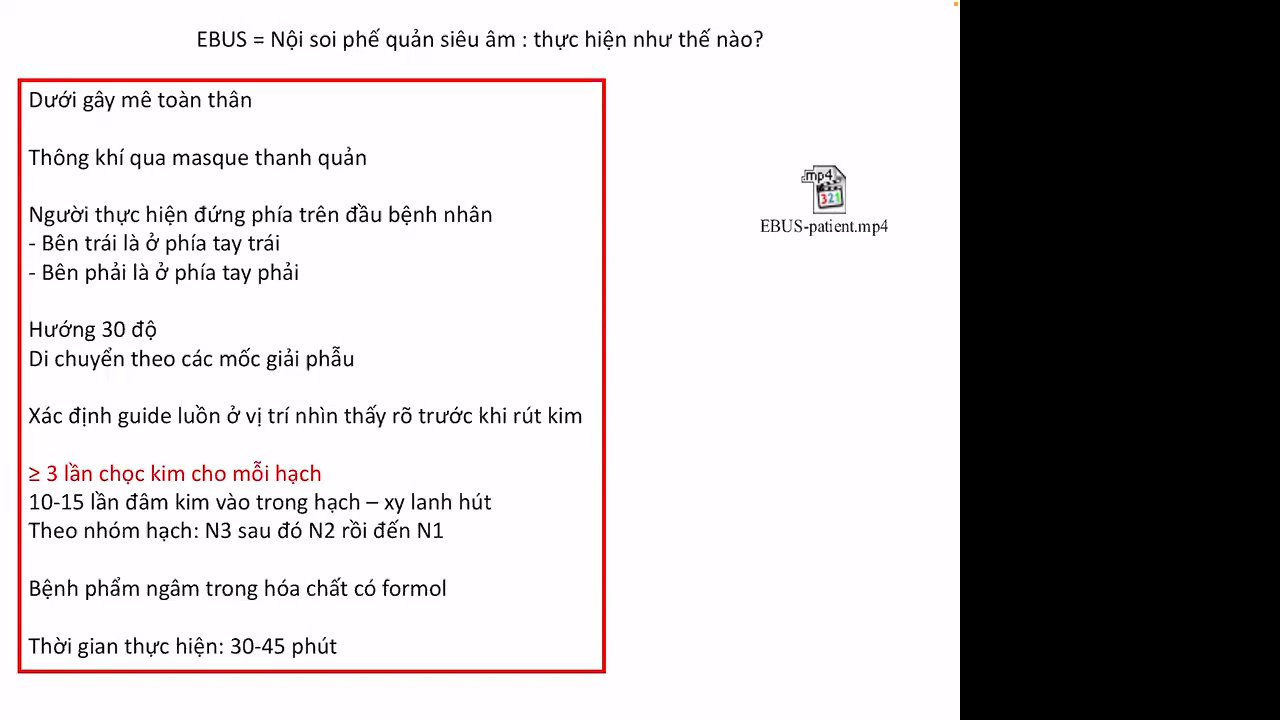 EBUS = Nội soi phế quản siêu âm : thực hiện như thế nào?
Dưới gây mê toàn thân
Thông khí qua masque thanh quản
Người thực hiện đứng phía trên đầu bệnh nhân
- Bên trái là ở phía tay trái
- Bên phải là ở phía tay phải
Hướng 30 độ
Di chuyển theo các mốc giải phẫu
Xác định guide luồn ở vị trí nhìn thấy rõ trước khi rút kim
≥ 3 lần chọc kim cho mỗi hạch
10-15 lần đâm kim vào trong hạch – xy lanh hút
Theo nhóm hạch: N3 sau đó N2 rồi đến N1
Bệnh phẩm ngâm trong hóa chất có formol
Thời gian thực hiện: 30-45 phút
mp4
321
EBUS-patient.mp4